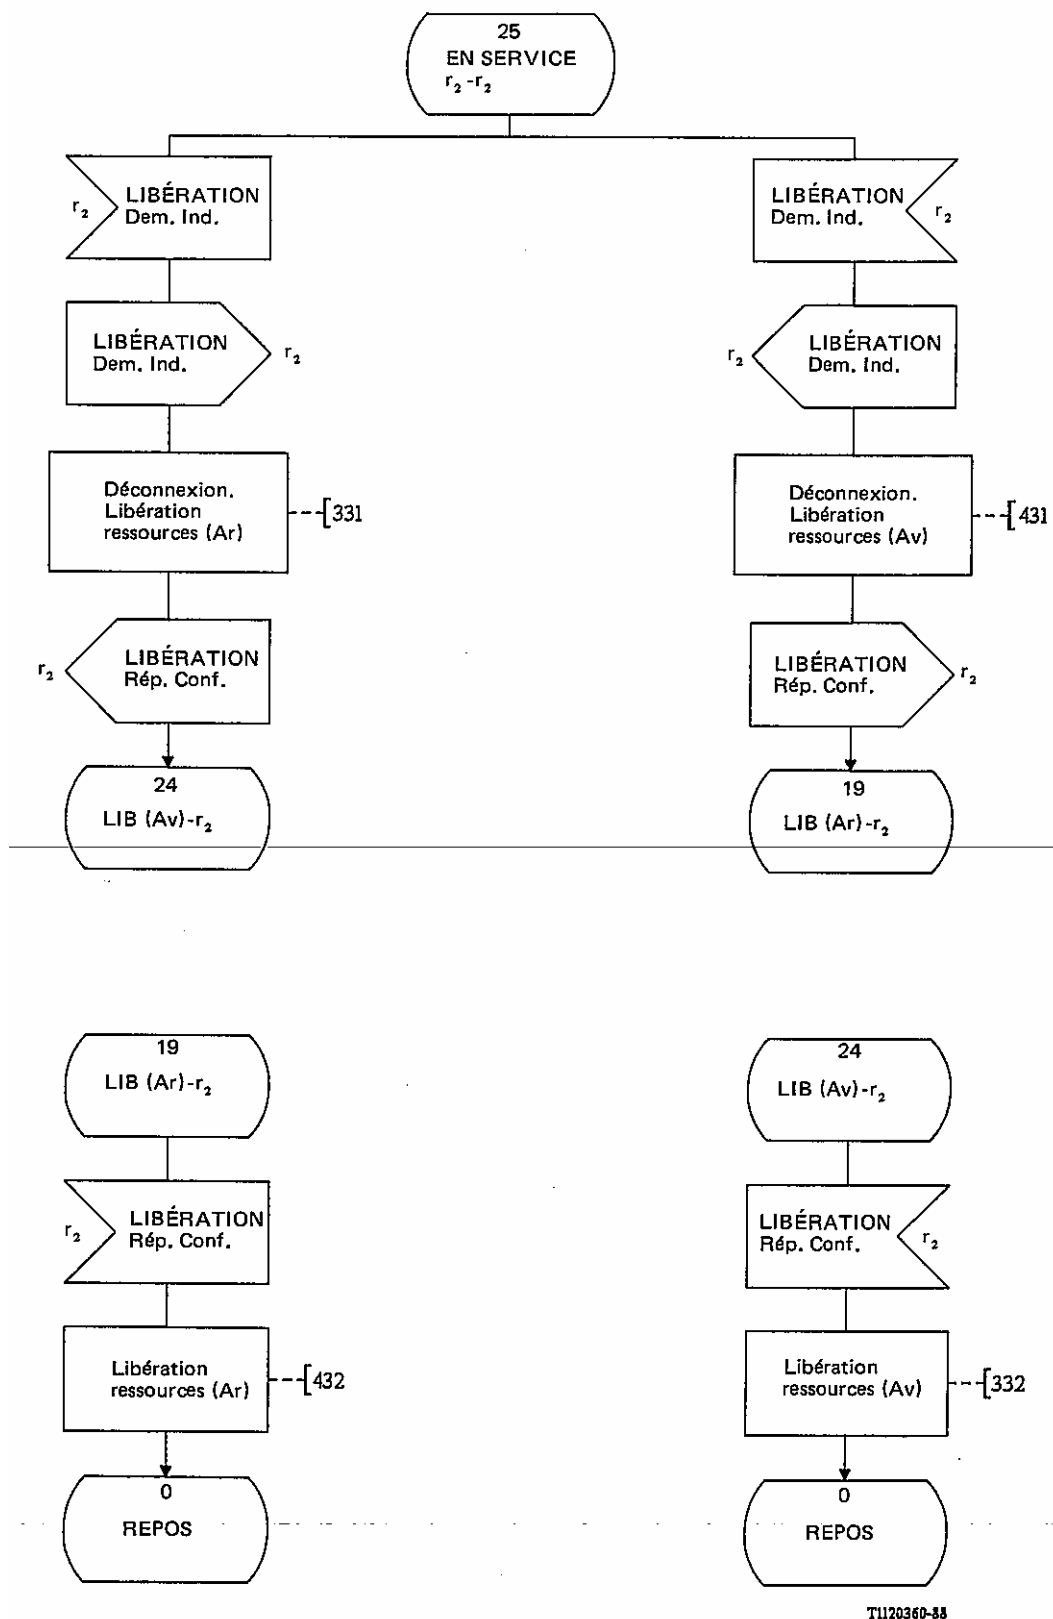 25
EN SERVICE
r₂-r₂
r₂
LIBÉRATION
Dem. Ind.
LIBÉRATION
Dem. Ind.
r₂
LIBÉRATION
Dem. Ind.
r₂
r₂
LIBÉRATION
Dem. Ind.
Déconnexion.
Libération
ressources (Ar)
331
Déconnexion.
Libération
ressources (Av)
431
r₂
LIBÉRATION
Rép. Conf.
LIBÉRATION
Rép. Conf.
r₂
24
LIB (Av)-r₂
19
LIB (Ar)-r₂
19
LIB (Ar)-r₂
24
LIB (Av)-r₂
r₂
LIBÉRATION
Rép. Conf.
LIBÉRATION
Rép. Conf.
r₂
Libération
ressources (Ar)
432
Libération
ressources (Av)
332
0
REPOS
0
REPOS
T1120360-88